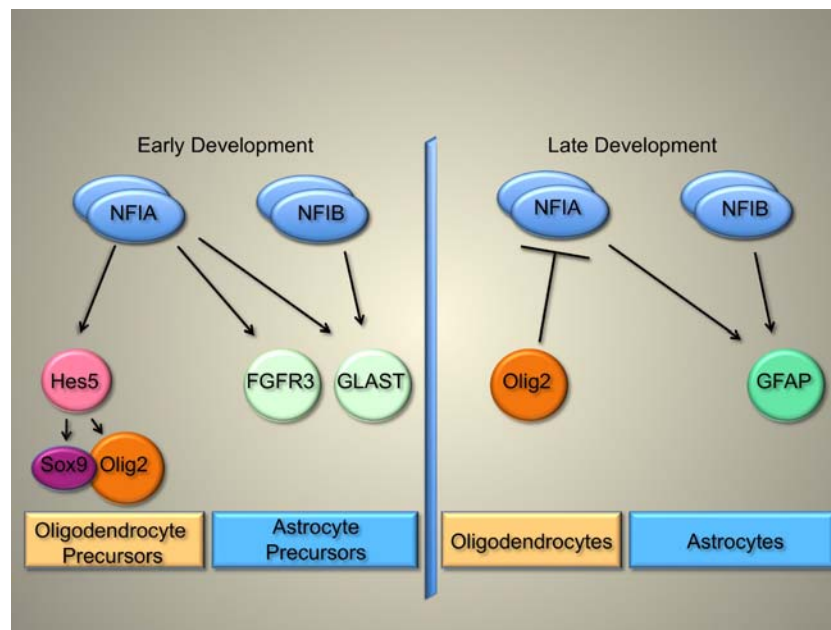 Early Development
NFIA
NFIB
Hes5
FGFR3
GLAST
Sox9
Olig2
Oligodendrocyte
Precursors
Astrocyte
Precursors
Late Development
NFIA
NFIB
Olig2
GFAP
Oligodendrocytes
Astrocytes